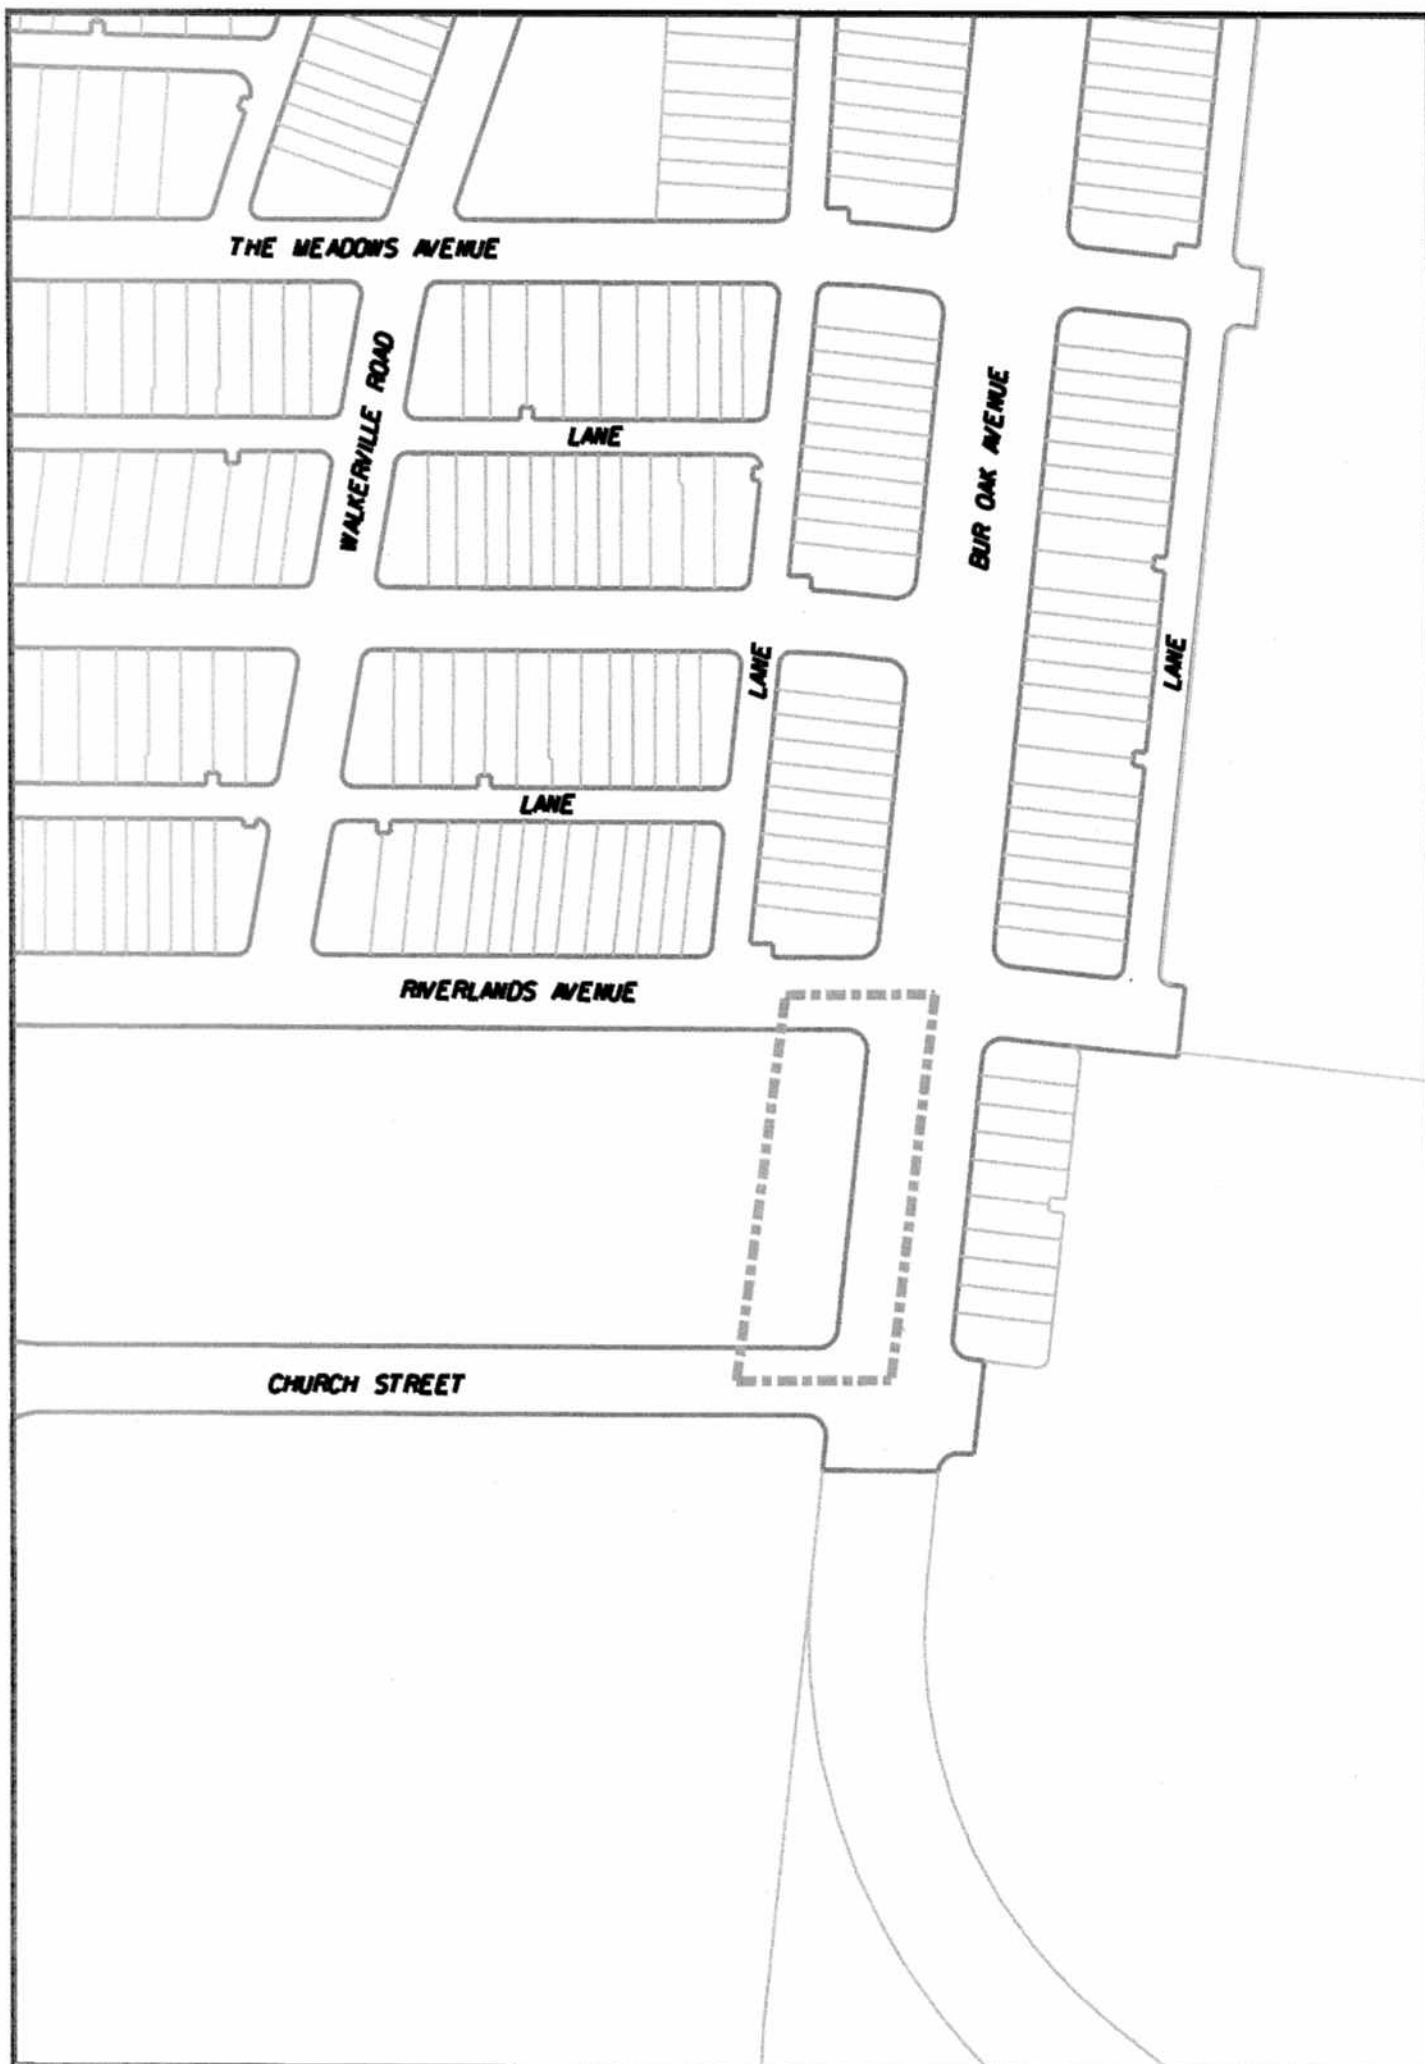 THE MEADOWS AVENUE
WALKERVILLE ROAD
LANE
BUR OAK AVENUE
LANE
LANE
LANE
RIVERLANDS AVENUE
CHURCH STREET